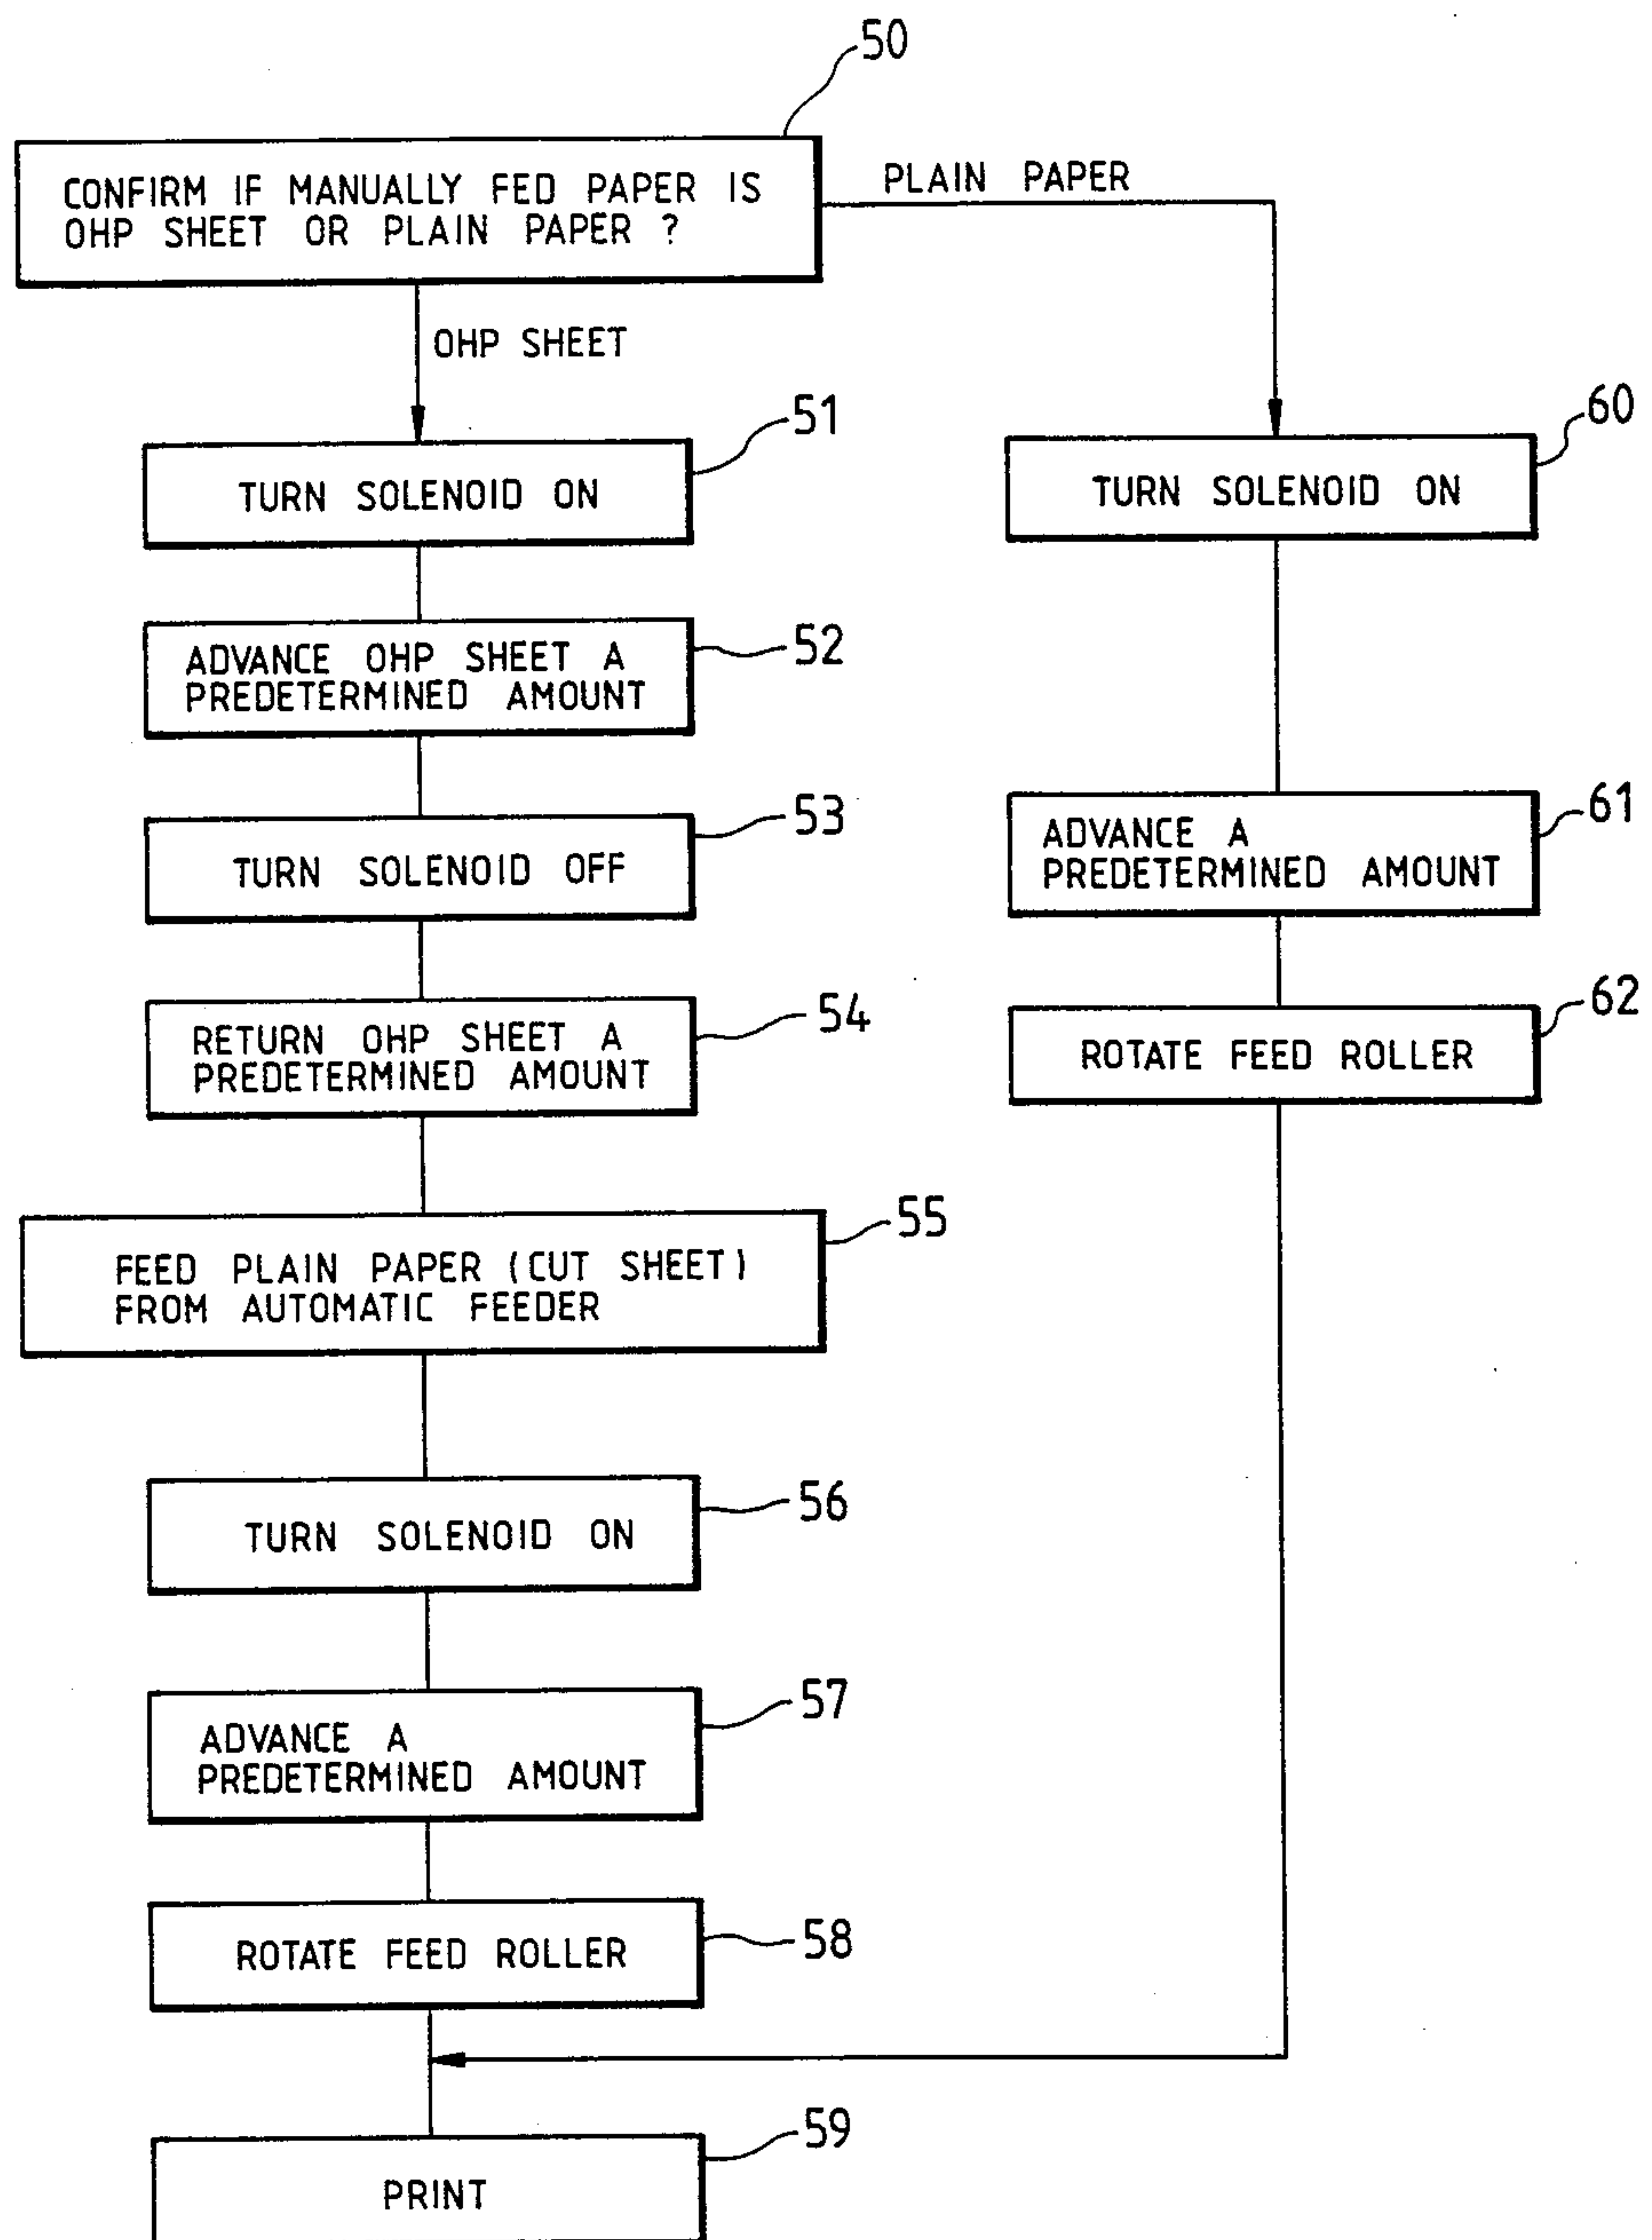 50
CONFIRM IF MANUALLY FED PAPER IS
OHP SHEET OR PLAIN PAPER ?
PLAIN PAPER
OHP SHEET
51
TURN SOLENOID ON
60
TURN SOLENOID ON
52
ADVANCE OHP SHEET A
PREDETERMINED AMOUNT
53
TURN SOLENOID OFF
61
ADVANCE A
PREDETERMINED AMOUNT
54
RETURN OHP SHEET A
PREDETERMINED AMOUNT
62
ROTATE FEED ROLLER
55
FEED PLAIN PAPER (CUT SHEET)
FROM AUTOMATIC FEEDER
56
TURN SOLENOID ON
57
ADVANCE A
PREDETERMINED AMOUNT
58
ROTATE FEED ROLLER
59
PRINT